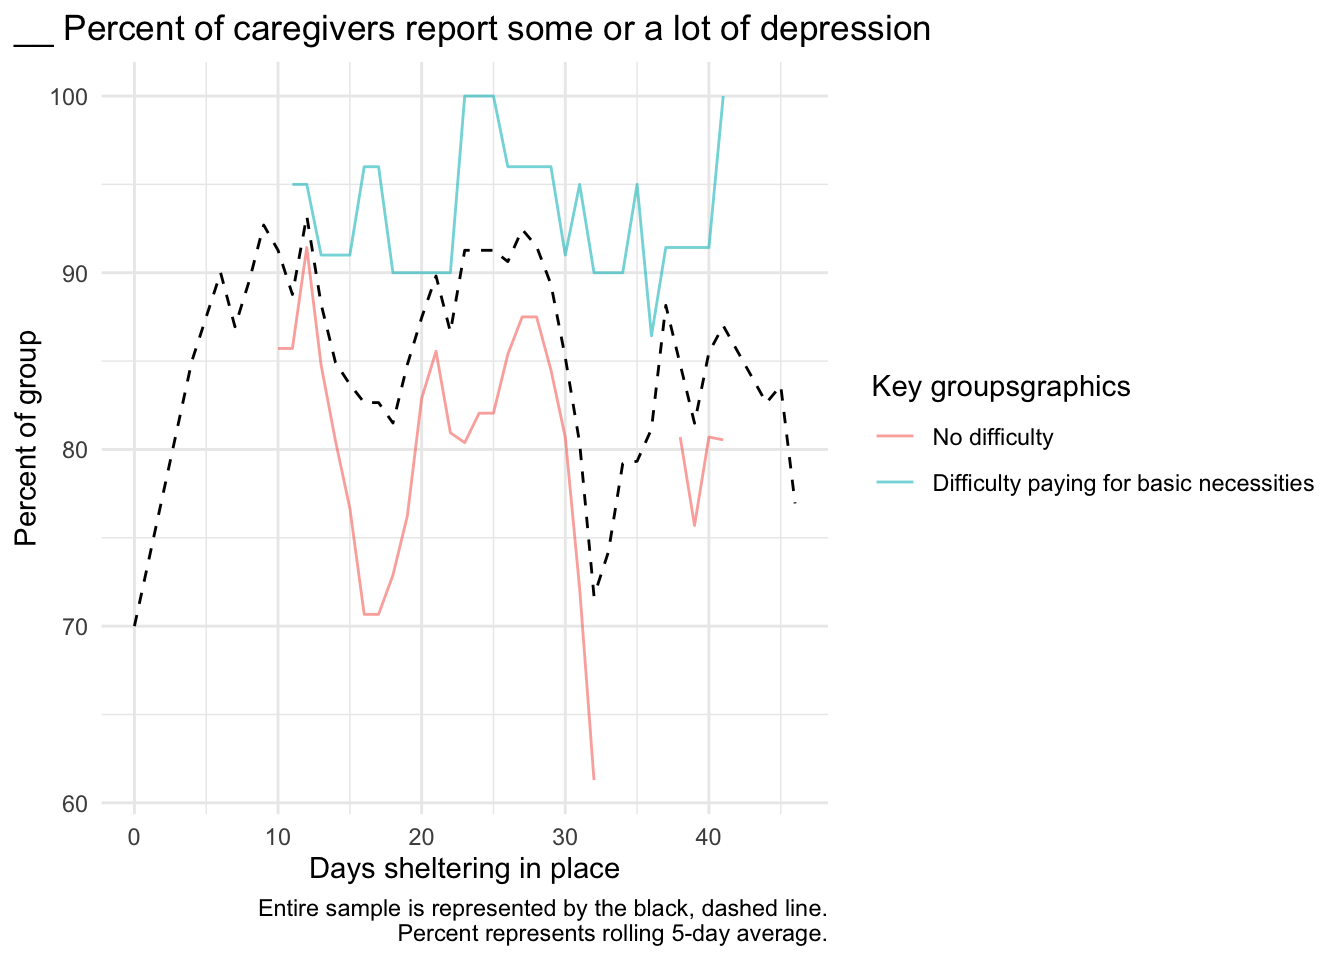 __ Percent of caregivers report some or a lot of depression
100
90
80
70
60
Percent of group
0 10 20 30 40
Days sheltering in place
Key groupsgraphics
No difficulty
Difficulty paying for basic necessities
Entire sample is represented by the black, dashed line.
Percent represents rolling 5-day average.